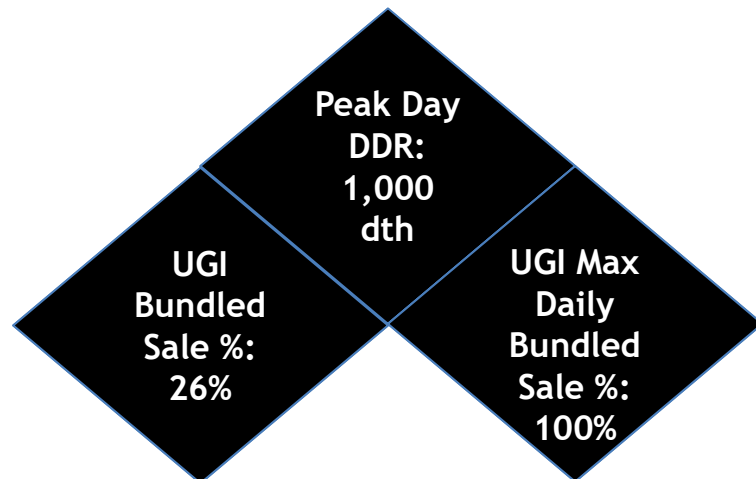 Peak Day
DDR:
1,000
dth
UGI
Bundled
Sale %:
26%
UGI Max
Daily
Bundled
Sale %:
100%